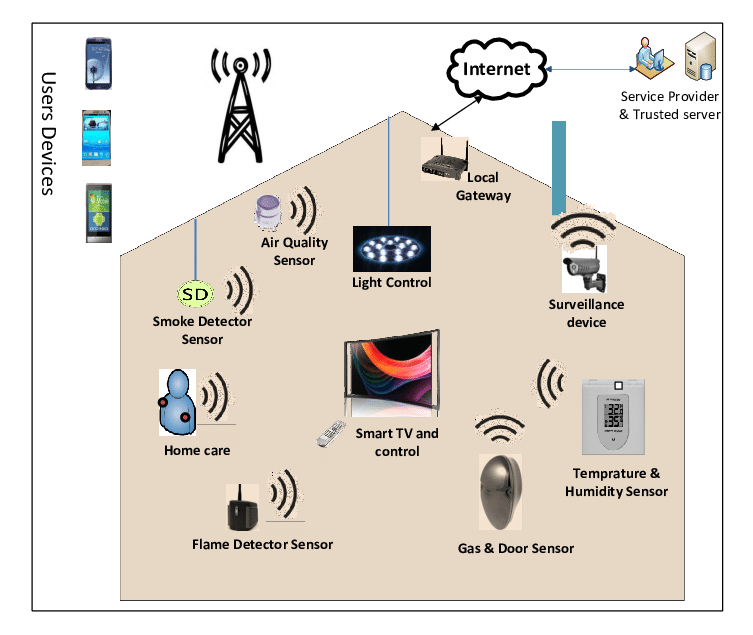 Users Devices
Internet
Service Provider
& Trusted server
Local
Gateway
Air Quality
Sensor
Light Control
Surveillance
device
SD
Smoke Detector
Sensor
Home care
Smart TV and
control
Temprature &
Humidity Sensor
Flame Detector Sensor
Gas & Door Sensor